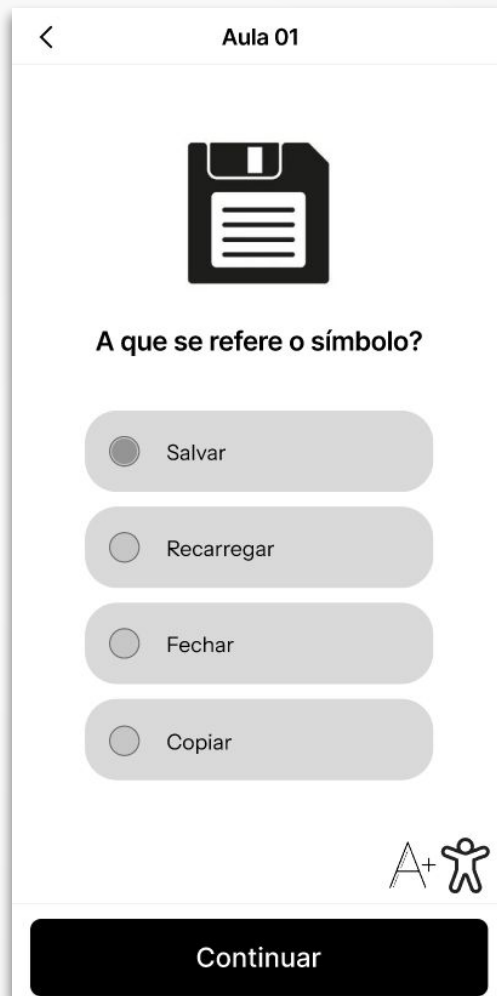 Aula 01
A que se refere o símbolo?
Salvar
Recarregar
Fechar
Copiar
A+
Continuar